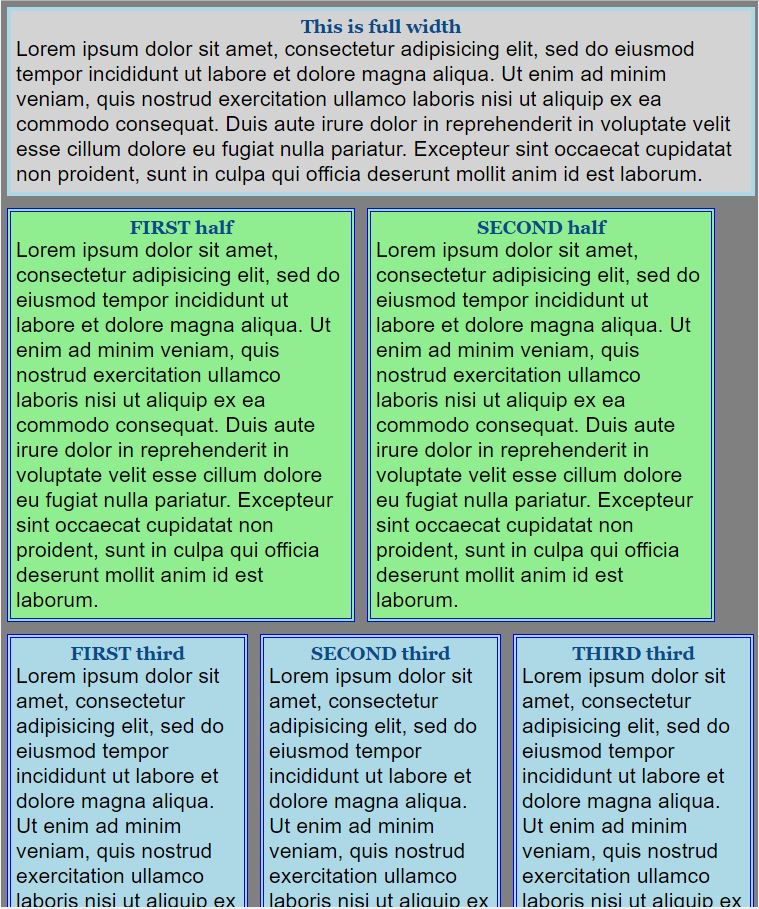 This is full width
Lorem ipsum dolor sit amet, consectetur adipisicing elit, sed do eiusmod
tempor incididunt ut labore et dolore magna aliqua. Ut enim ad minim
veniam, quis nostrud exercitation ullamco laboris nisi ut aliquip ex ea
commodo consequat. Duis aute irure dolor in reprehenderit in voluptate velit
esse cillum dolore eu fugiat nulla pariatur. Excepteur sint occaecat cupidatat
non proident, sunt in culpa qui officia deserunt mollit anim id est laborum.
FIRST half
Lorem ipsum dolor sit amet,
consectetur adipisicing elit, sed do
eiusmod tempor incididunt ut
labore et dolore magna aliqua. Ut
enim ad minim veniam, quis
nostrud exercitation ullamco
laboris nisi ut aliquip ex ea
commodo consequat. Duis aute
irure dolor in reprehenderit in
voluptate velit esse cillum dolore
eu fugiat nulla pariatur. Excepteur
sint occaecat cupidatat non
proident, sunt in culpa qui officia
deserunt mollit anim id est
laborum.
SECOND half
Lorem ipsum dolor sit amet,
consectetur adipisicing elit, sed do
eiusmod tempor incididunt ut
labore et dolore magna aliqua. Ut
enim ad minim veniam, quis
nostrud exercitation ullamco
laboris nisi ut aliquip ex ea
commodo consequat. Duis aute
irure dolor in reprehenderit in
voluptate velit esse cillum dolore
eu fugiat nulla pariatur. Excepteur
sint occaecat cupidatat non
proident, sunt in culpa qui officia
deserunt mollit anim id est
laborum.
FIRST third
Lorem ipsum dolor sit
amet, consectetur
adipisicing elit, sed do
eiusmod tempor
incididunt ut labore et
dolore magna aliqua.
Ut enim ad minim
veniam, quis nostrud
exercitation ullamco
laboris nisi ut aliquip ex
SECOND third
Lorem ipsum dolor sit
amet, consectetur
adipisicing elit, sed do
eiusmod tempor
incididunt ut labore et
dolore magna aliqua.
Ut enim ad minim
veniam, quis nostrud
exercitation ullamco
laboris nisi ut aliquip ex
THIRD third
Lorem ipsum dolor sit
amet, consectetur
adipisicing elit, sed do
eiusmod tempor
incididunt ut labore et
dolore magna aliqua.
Ut enim ad minim
veniam, quis nostrud
exercitation ullamco
laboris nisi ut aliquip ex